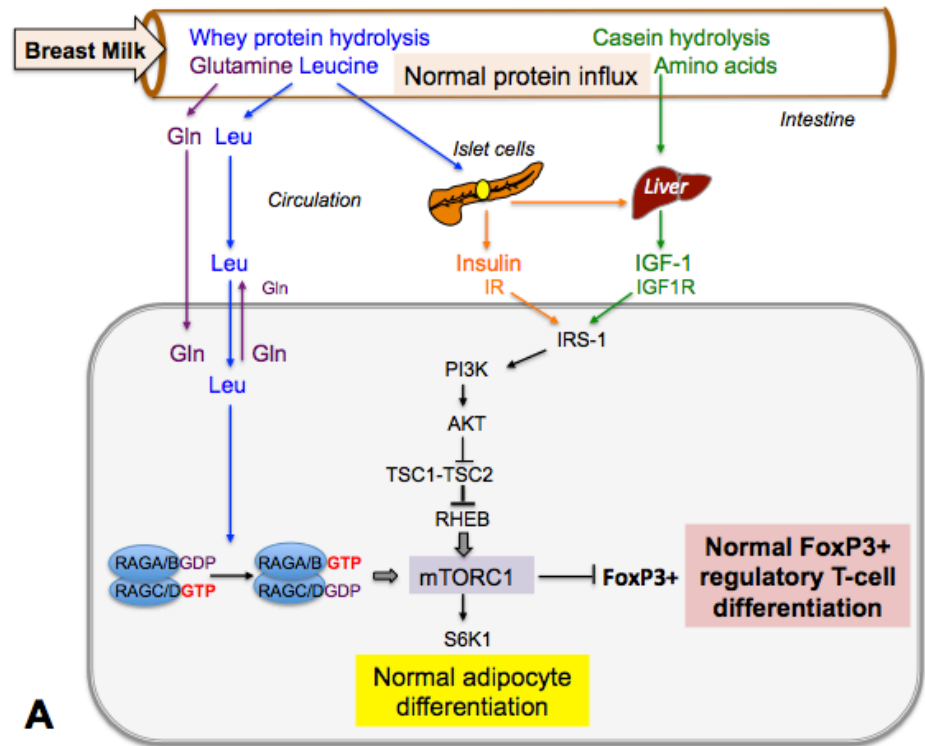 Breast Milk
Whey protein hydrolysis
Casein hydrolysis
Glutamine Leucine
Normal protein influx
Amino acids
Intestine
Gln Leu
Islet cells
Liver
Circulation
Leu
Gln
Insulin
IR
IGF-1
IGF1R
Gln
Gln
Leu
IRS-1
PI3K
AKT
TSC1-TSC2
RHEB
RAGA/BGDP
RAGC/DGTP
RAGA/BGTP
RAGC/DGDP
mTORC1
FoxP3+
Normal FoxP3+
regulatory T-cell
differentiation
S6K1
Normal adipocyte
differentiation
A